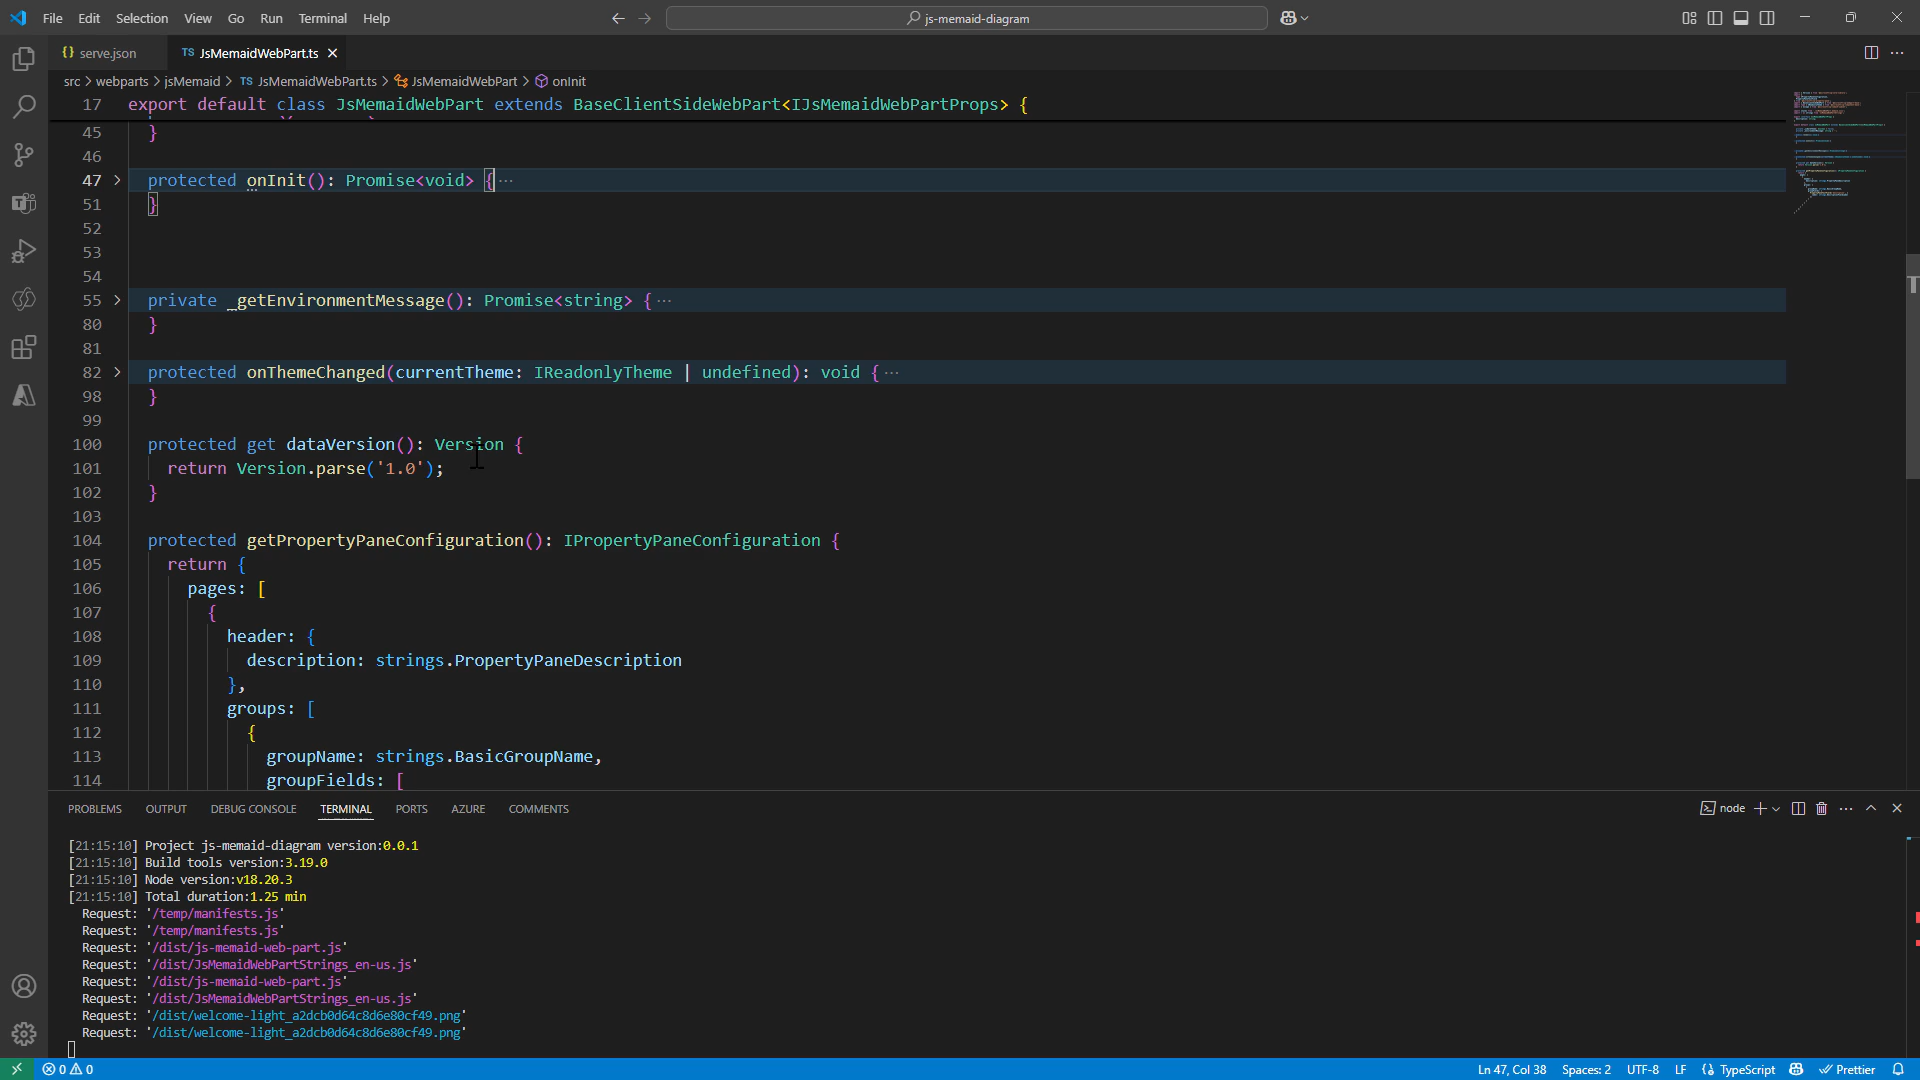 File Edit Selection View Go Run Terminal Help
js-memaid-diagram
{} serve.json
TS JsMemaidWebPart.ts
src > webparts > jsMemaid > TS JsMemaidWebPart.ts > JsMemaidWebPart > onInit
17 export default class JsMemaidWebPart extends BaseClientSideWebPart<IJsMemaidWebPartProps> {
45 }
46
47 protected onInit(): Promise<void> {···
51 }
52
53
54
55 private _getEnvironmentMessage(): Promise<string> {···
80 }
81
82 protected onThemeChanged(currentTheme: IReadonlyTheme | undefined): void {···
98 }
99
100 protected get dataVersion(): Version {
101 return Version.parse('1.0');
102 }
103
104 protected getPropertyPaneConfiguration(): IPropertyPaneConfiguration {
105 return {
106 pages: [
107 {
108 header: {
109 description: strings.PropertyPaneDescription
110 },
111 groups: [
112 {
113 groupName: strings.BasicGroupName,
114 groupFields: [
PROBLEMS OUTPUT DEBUG CONSOLE TERMINAL PORTS AZURE COMMENTS
node
[21:15:10] Project js-memaid-diagram version:0.0.1
[21:15:10] Build tools version:3.19.0
[21:15:10] Node version:v18.20.3
[21:15:10] Total duration:1.25 min
Request: '/temp/manifests.js'
Request: '/temp/manifests.js'
Request: '/dist/js-memaid-web-part.js'
Request: '/dist/JsMemaidWebPartStrings_en-us.js'
Request: '/dist/js-memaid-web-part.js'
Request: '/dist/JsMemaidWebPartStrings_en-us.js'
Request: '/dist/welcome-light_a2dcb0d64c8d6e80cf49.png'
Request: '/dist/welcome-light_a2dcb0d64c8d6e80cf49.png'
0 0
Ln 47, Col 38 Spaces: 2 UTF-8 LF {} TypeScript Prettier